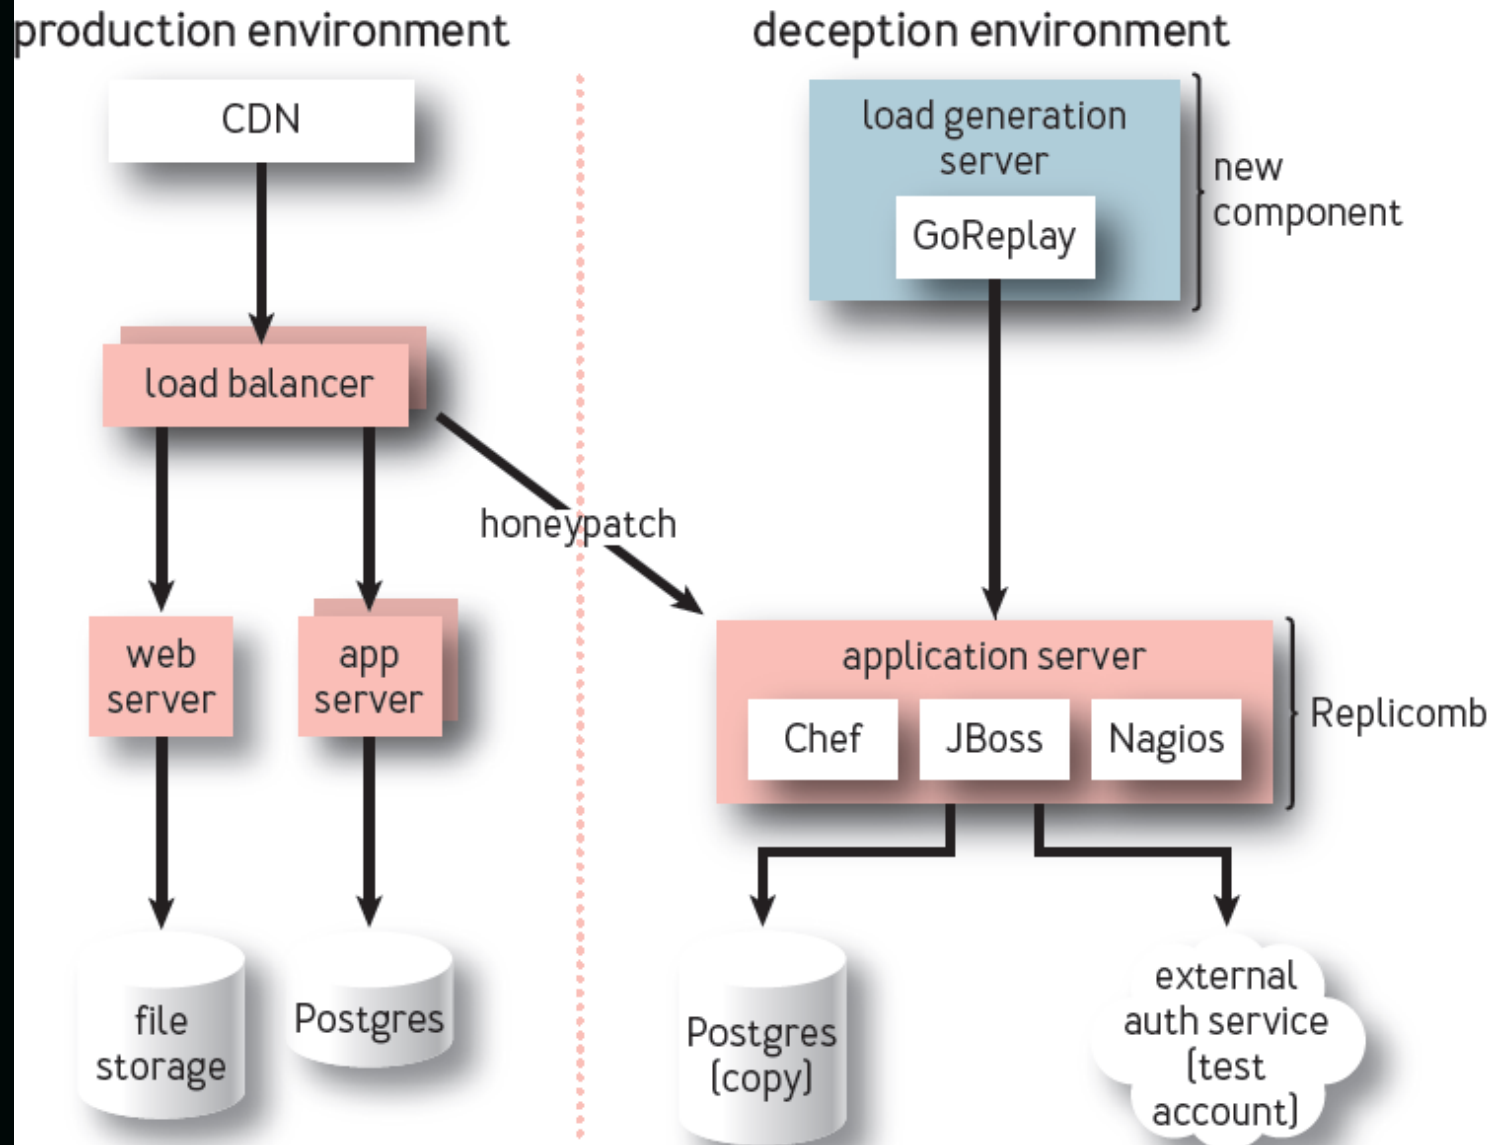 production environment
deception environment
CDN
load generation
server
GoReplay
new
component
load balancer
honeypatch
web
server
app
server
application server
Chef
JBoss
Nagios
Replicomb
file
storage
Postgres
Postgres
(copy)
external
auth service
(test
account)